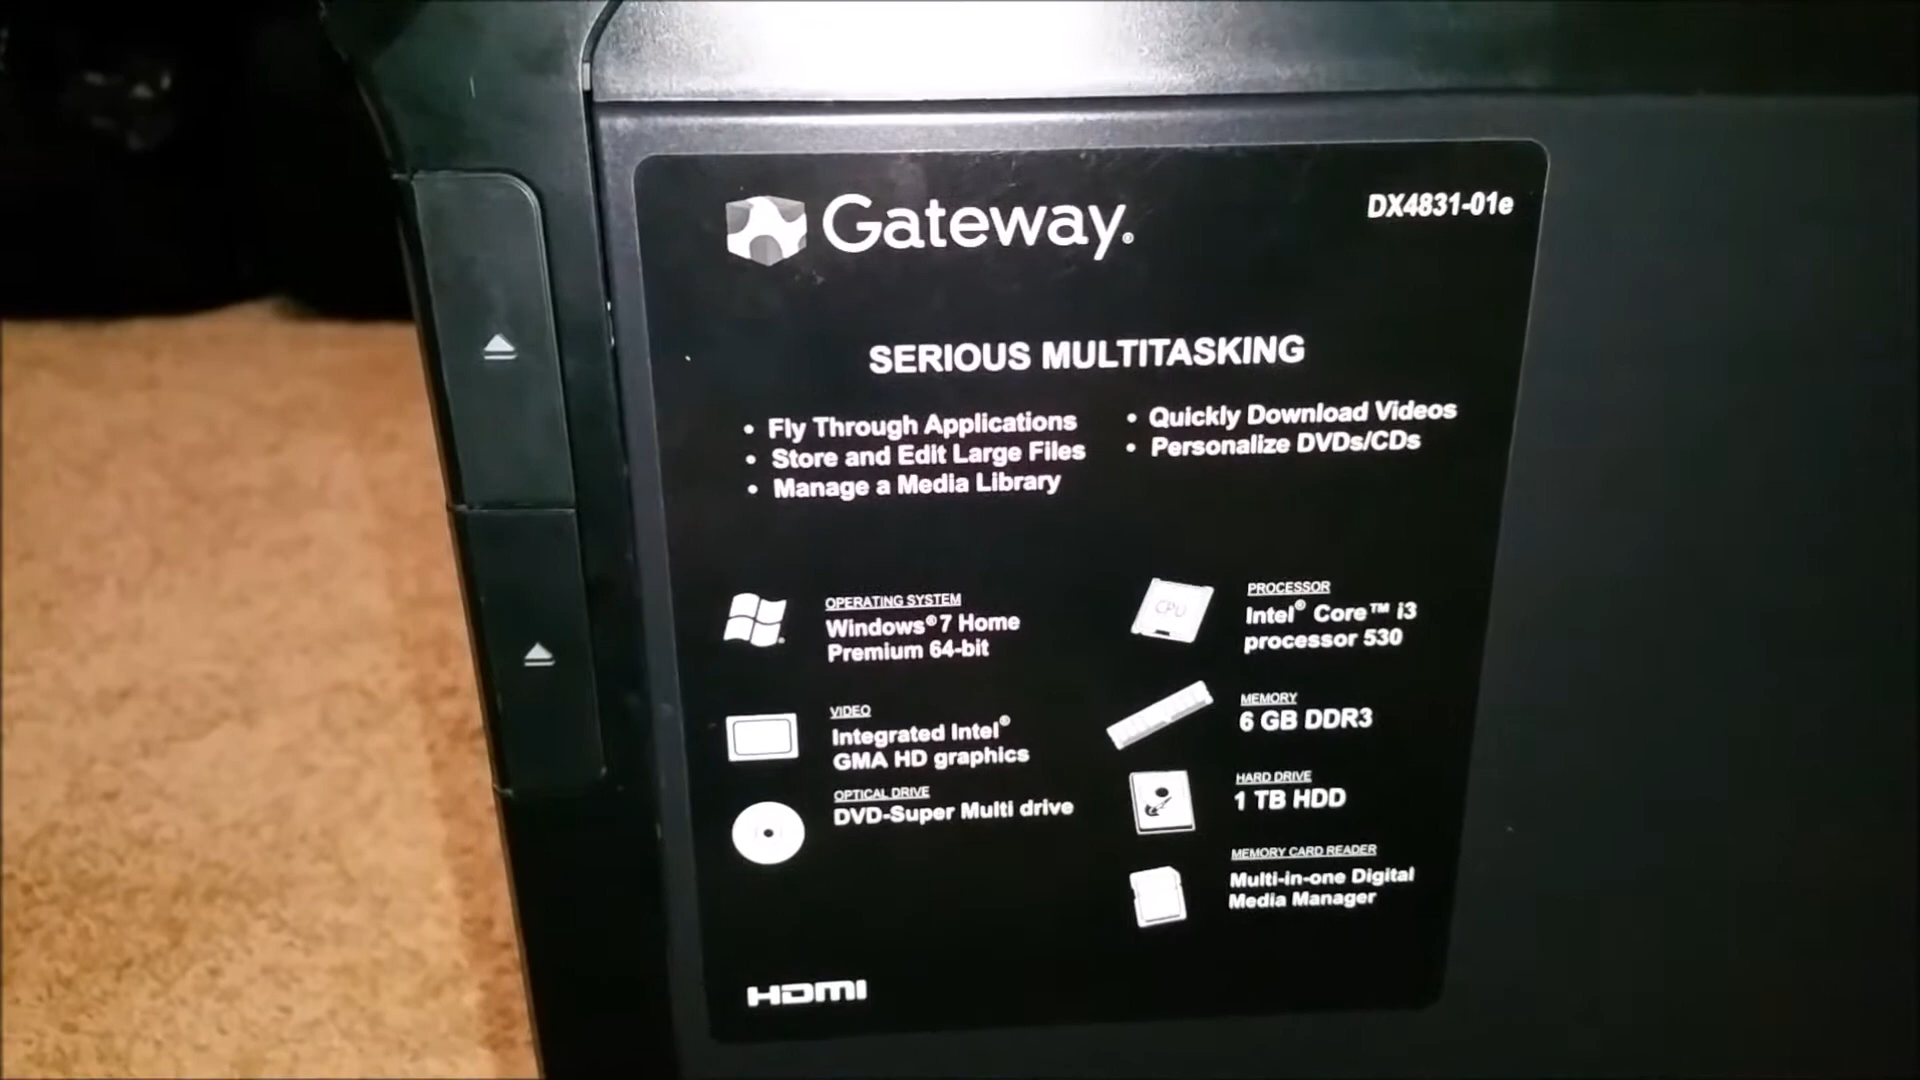 Gateway®
DX4831-01e
SERIOUS MULTITASKING
• Fly Through Applications
• Store and Edit Large Files
• Manage a Media Library
• Quickly Download Videos
• Personalize DVDs/CDs
OPERATING SYSTEM
Windows®7 Home
Premium 64-bit
VIDEO
Integrated Intel®
GMA HD graphics
OPTICAL DRIVE
DVD-Super Multi drive
CPU
PROCESSOR
Intel® Core™ i3
processor 530
MEMORY
6 GB DDR3
HARD DRIVE
1 TB HDD
MEMORY CARD READER
Multi-in-one Digital
Media Manager
HDMI